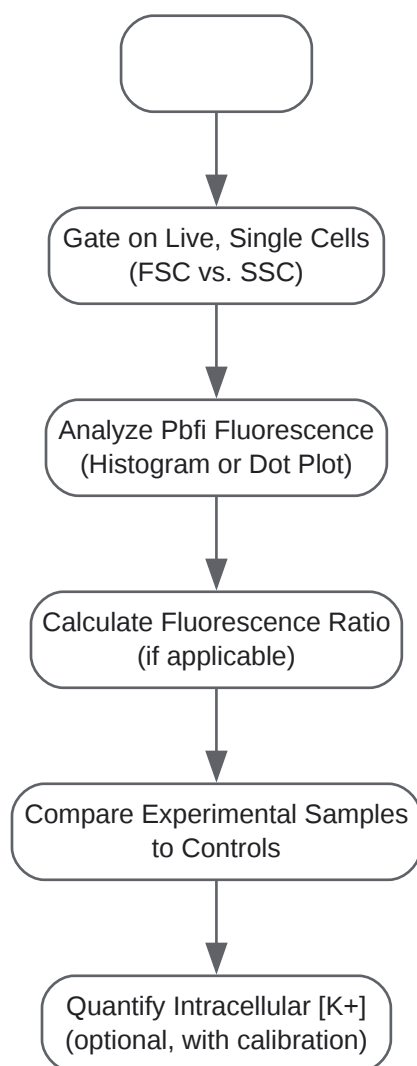 Gate on Live, Single Cells
(FSC vs. SSC)
Analyze Pbfi Fluorescence
(Histogram or Dot Plot)
Calculate Fluorescence Ratio
(if applicable)
Compare Experimental Samples
to Controls
Quantify Intracellular [K+]
(optional, with calibration)